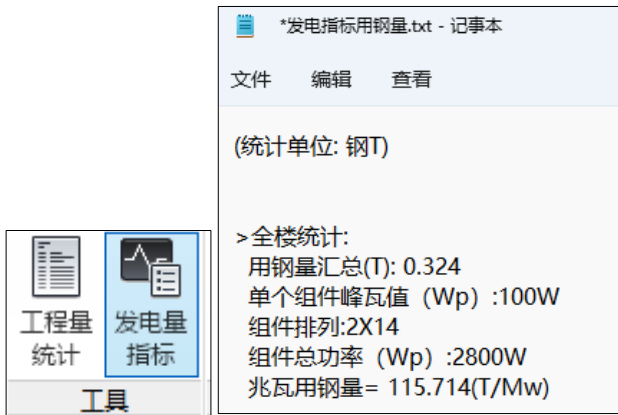 *发电指标用钢量.txt - 记事本
文件 编辑 查看
(统计单位: 钢T)
>全楼统计:
用钢量汇总(T): 0.324
单个组件峰瓦值（Wp）:100W
组件排列:2X14
组件总功率（Wp）:2800W
兆瓦用钢量= 115.714(T/Mw)
工程量
统计
发电量
指标
工具